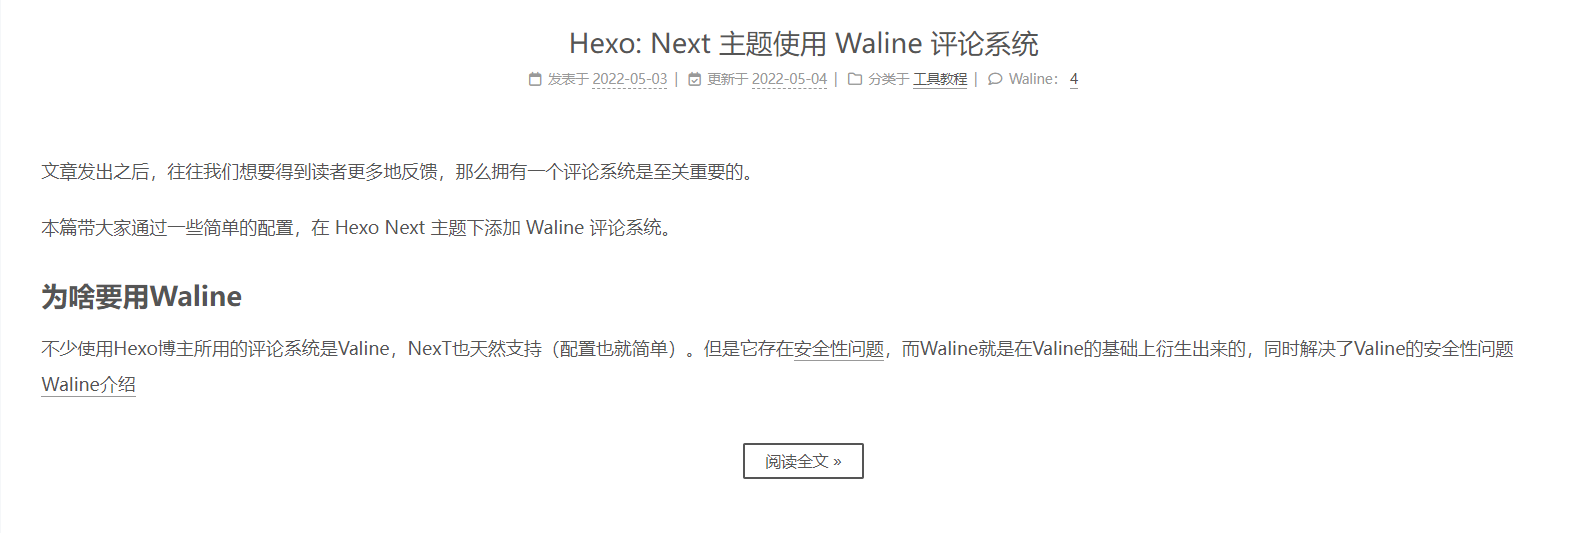 Hexo: Next 主题使用 Waline 评论系统
发表于 2022-05-03 | 更新于 2022-05-04 | 分类于 工具教程 | Waline： 4
文章发出之后，往往我们想要得到读者更多地反馈，那么拥有一个评论系统是至关重要的。
本篇带大家通过一些简单的配置，在 Hexo Next 主题下添加 Waline 评论系统。
为啥要用Waline
不少使用Hexo博主所用的评论系统是Valine，NexT也天然支持（配置也就简单）。但是它存在安全性问题，而Waline就是在Valine的基础上衍生出来的，同时解决了Valine的安全性问题
Waline介绍
阅读全文 »